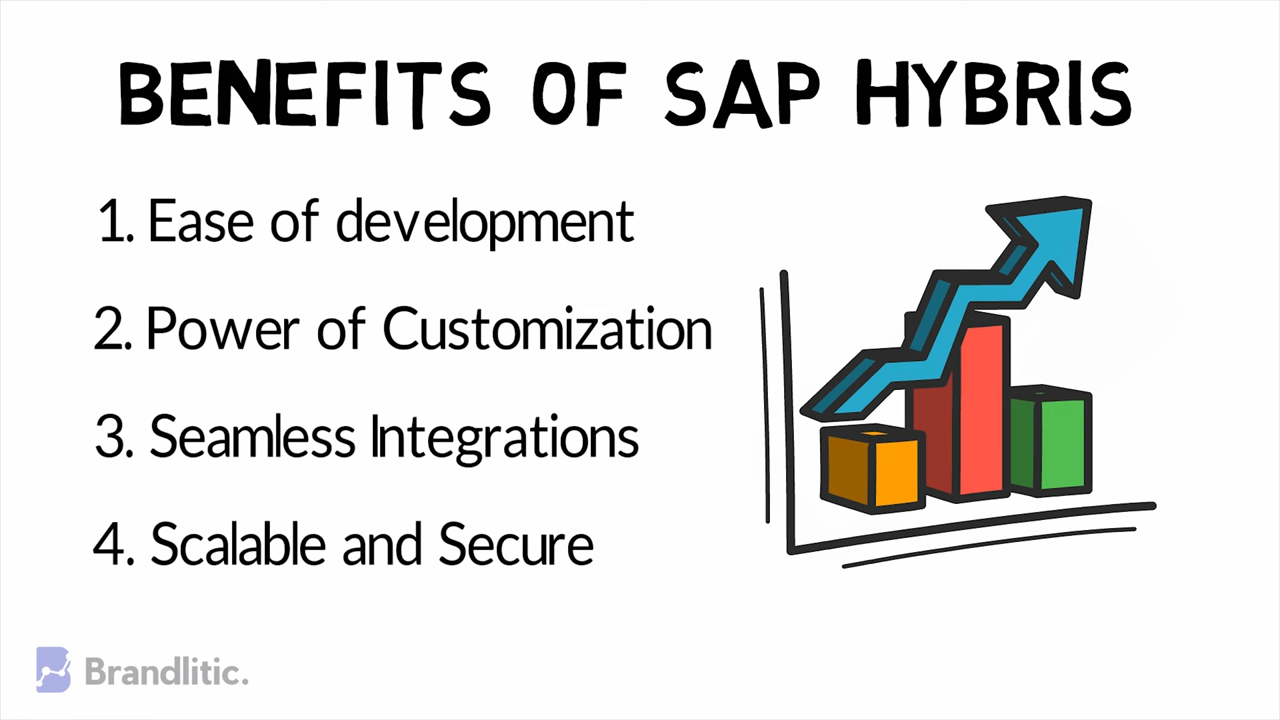 BENEFITS OF SAP HYBRIS
1. Ease of development
2. Power of Customization
3. Seamless Integrations
4. Scalable and Secure
Brandlitic.